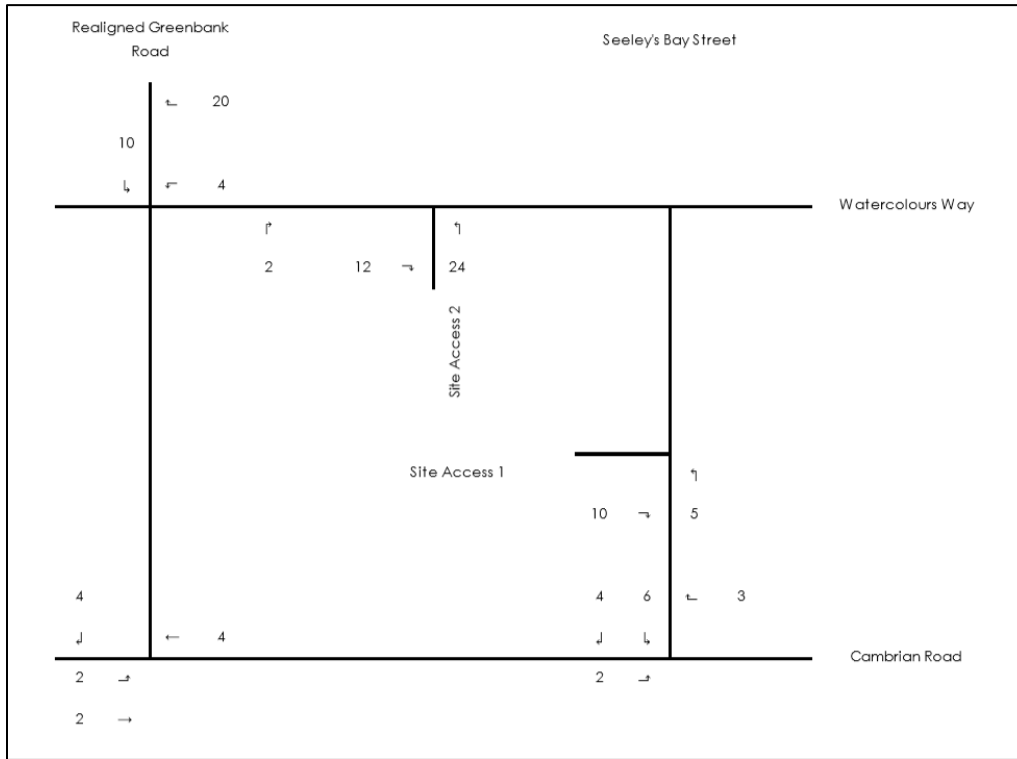 Realigned Greenbank
Road
Seeley's Bay Street
20
10
4
Watercolours Way
2 12 24
Site Access 2
Site Access 1
10 5
4 4 6 3
4
Cambrian Road
2 2
2